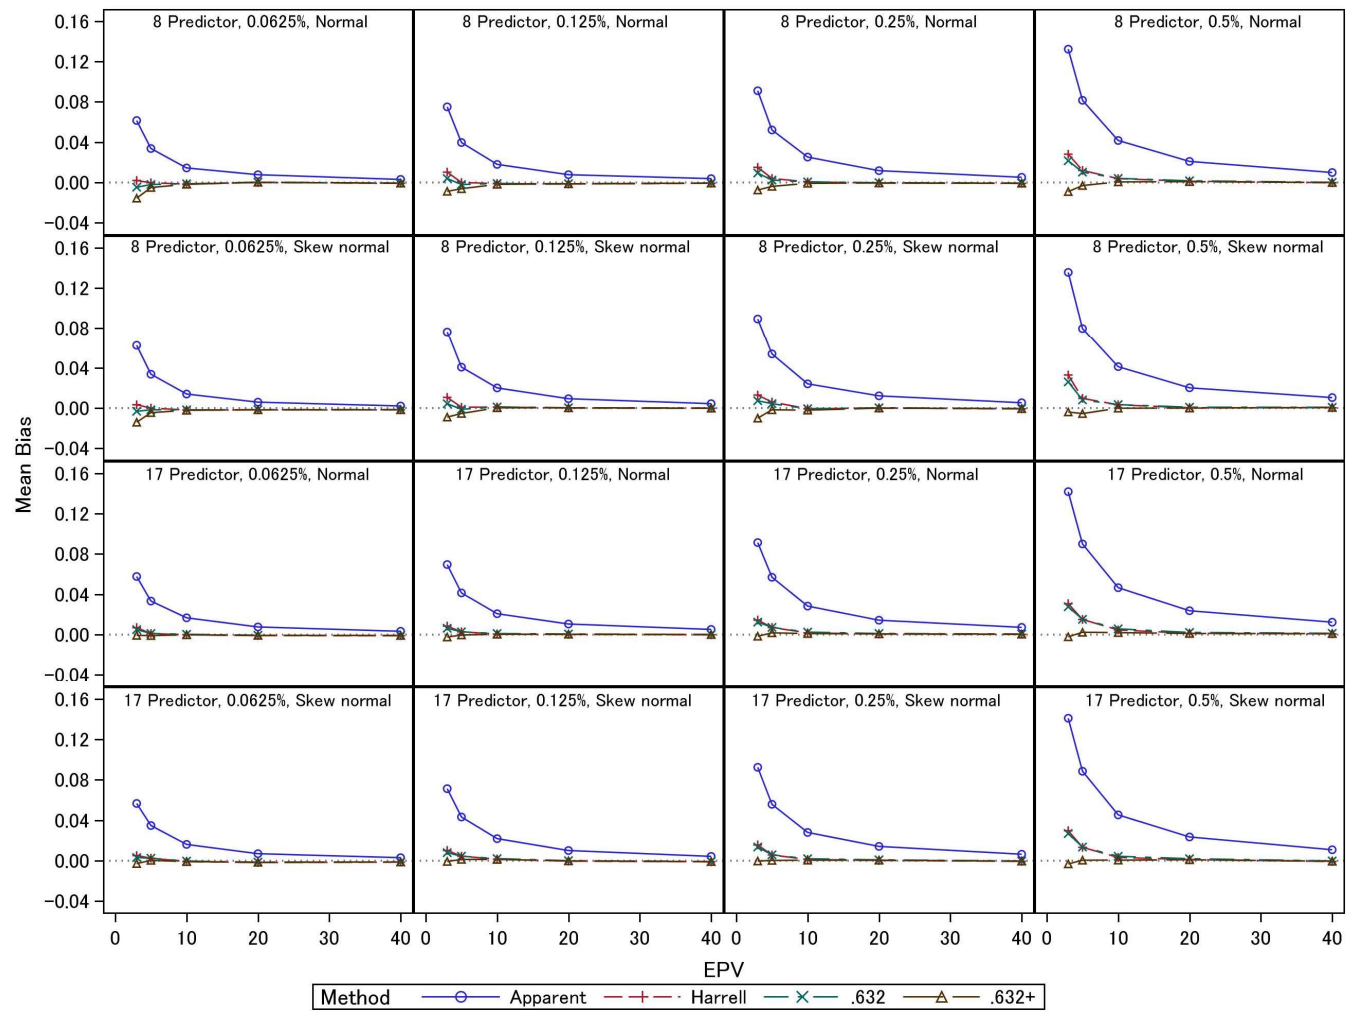 8 Predictor, 0.0625%, Normal
8 Predictor, 0.125%, Normal
8 Predictor, 0.25%, Normal
8 Predictor, 0.5%, Normal
0.16
0.12
0.08
0.04
0.00
−0.04
8 Predictor, 0.0625%, Skew normal
8 Predictor, 0.125%, Skew normal
8 Predictor, 0.25%, Skew normal
8 Predictor, 0.5%, Skew normal
0.16
0.12
0.08
0.04
0.00
−0.04
Mean Bias
17 Predictor, 0.0625%, Normal
17 Predictor, 0.125%, Normal
17 Predictor, 0.25%, Normal
17 Predictor, 0.5%, Normal
0.16
0.12
0.08
0.04
0.00
−0.04
17 Predictor, 0.0625%, Skew normal
17 Predictor, 0.125%, Skew normal
17 Predictor, 0.25%, Skew normal
17 Predictor, 0.5%, Skew normal
0.16
0.12
0.08
0.04
0.00
−0.04
0 10 20 30 40 0 10 20 30 40 0 10 20 30 40 0 10 20 30 40
EPV
Method Apparent Harrell .632 .632+